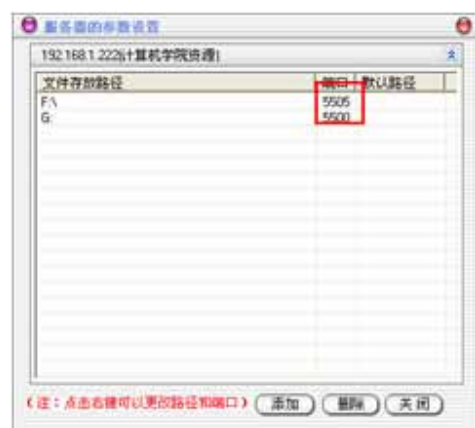 服务器的参数设置
192.168.1.222[计算机学院资源]
文件存放路径 端口 默认路径
F:\ 5505
G: 5500
(注：点击右键可以更改路径和端口) 添加 删除 关闭